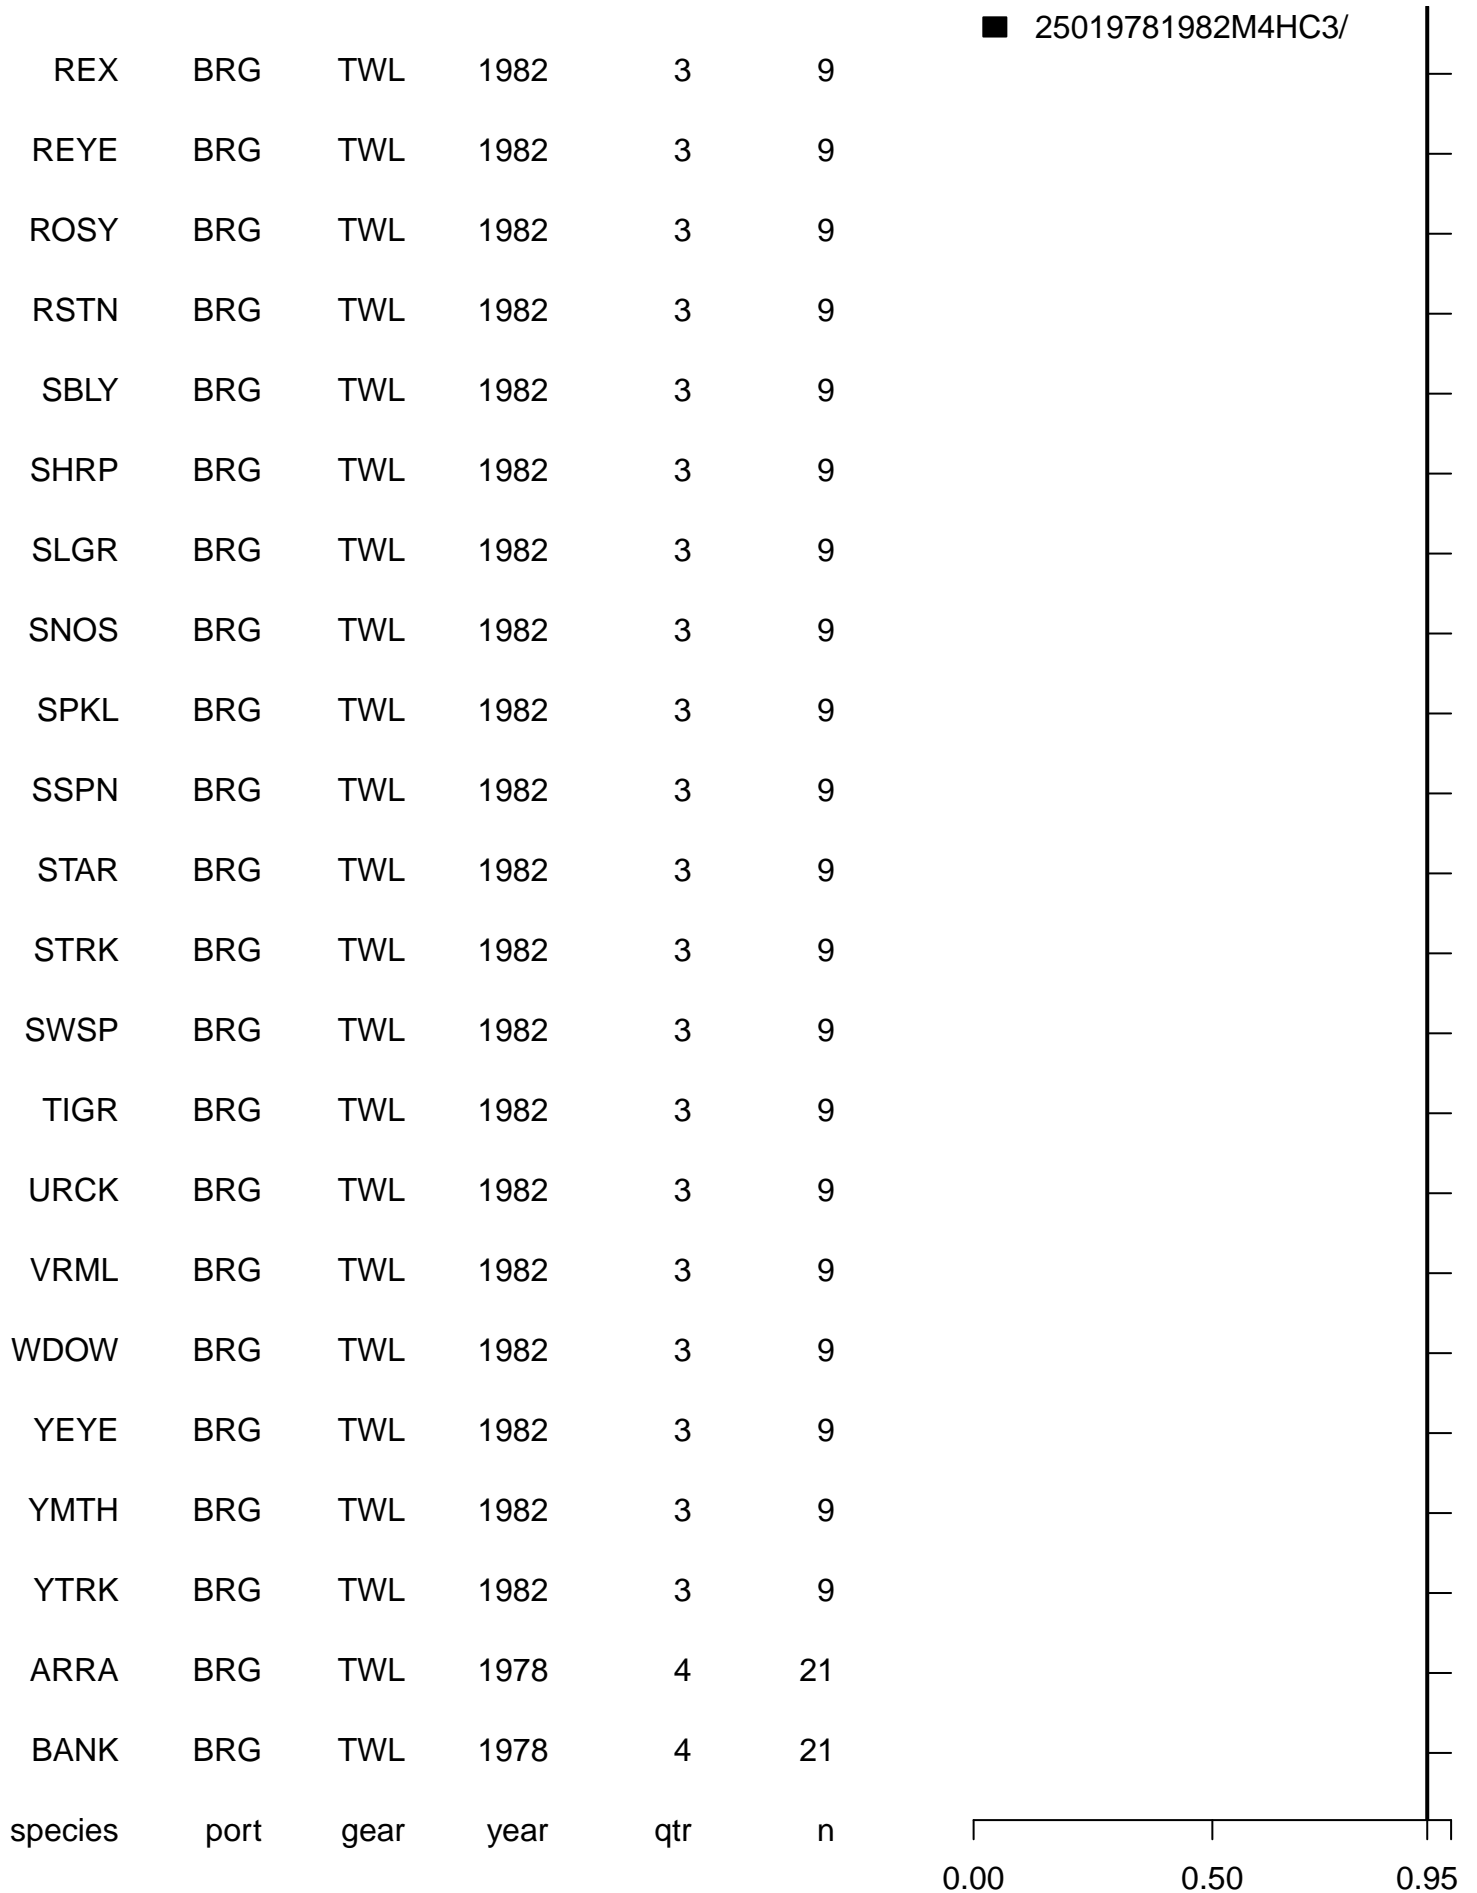 25019781982M4HC3/
REX BRG TWL 1982 3 9
REYE BRG TWL 1982 3 9
ROSY BRG TWL 1982 3 9
RSTN BRG TWL 1982 3 9
SBLY BRG TWL 1982 3 9
SHRP BRG TWL 1982 3 9
SLGR BRG TWL 1982 3 9
SNOS BRG TWL 1982 3 9
SPKL BRG TWL 1982 3 9
SSPN BRG TWL 1982 3 9
STAR BRG TWL 1982 3 9
STRK BRG TWL 1982 3 9
SWSP BRG TWL 1982 3 9
TIGR BRG TWL 1982 3 9
URCK BRG TWL 1982 3 9
VRML BRG TWL 1982 3 9
WDOW BRG TWL 1982 3 9
YEYE BRG TWL 1982 3 9
YMTH BRG TWL 1982 3 9
YTRK BRG TWL 1982 3 9
ARRA BRG TWL 1978 4 21
BANK BRG TWL 1978 4 21
species port gear year qtr n
0.00 0.50 0.95